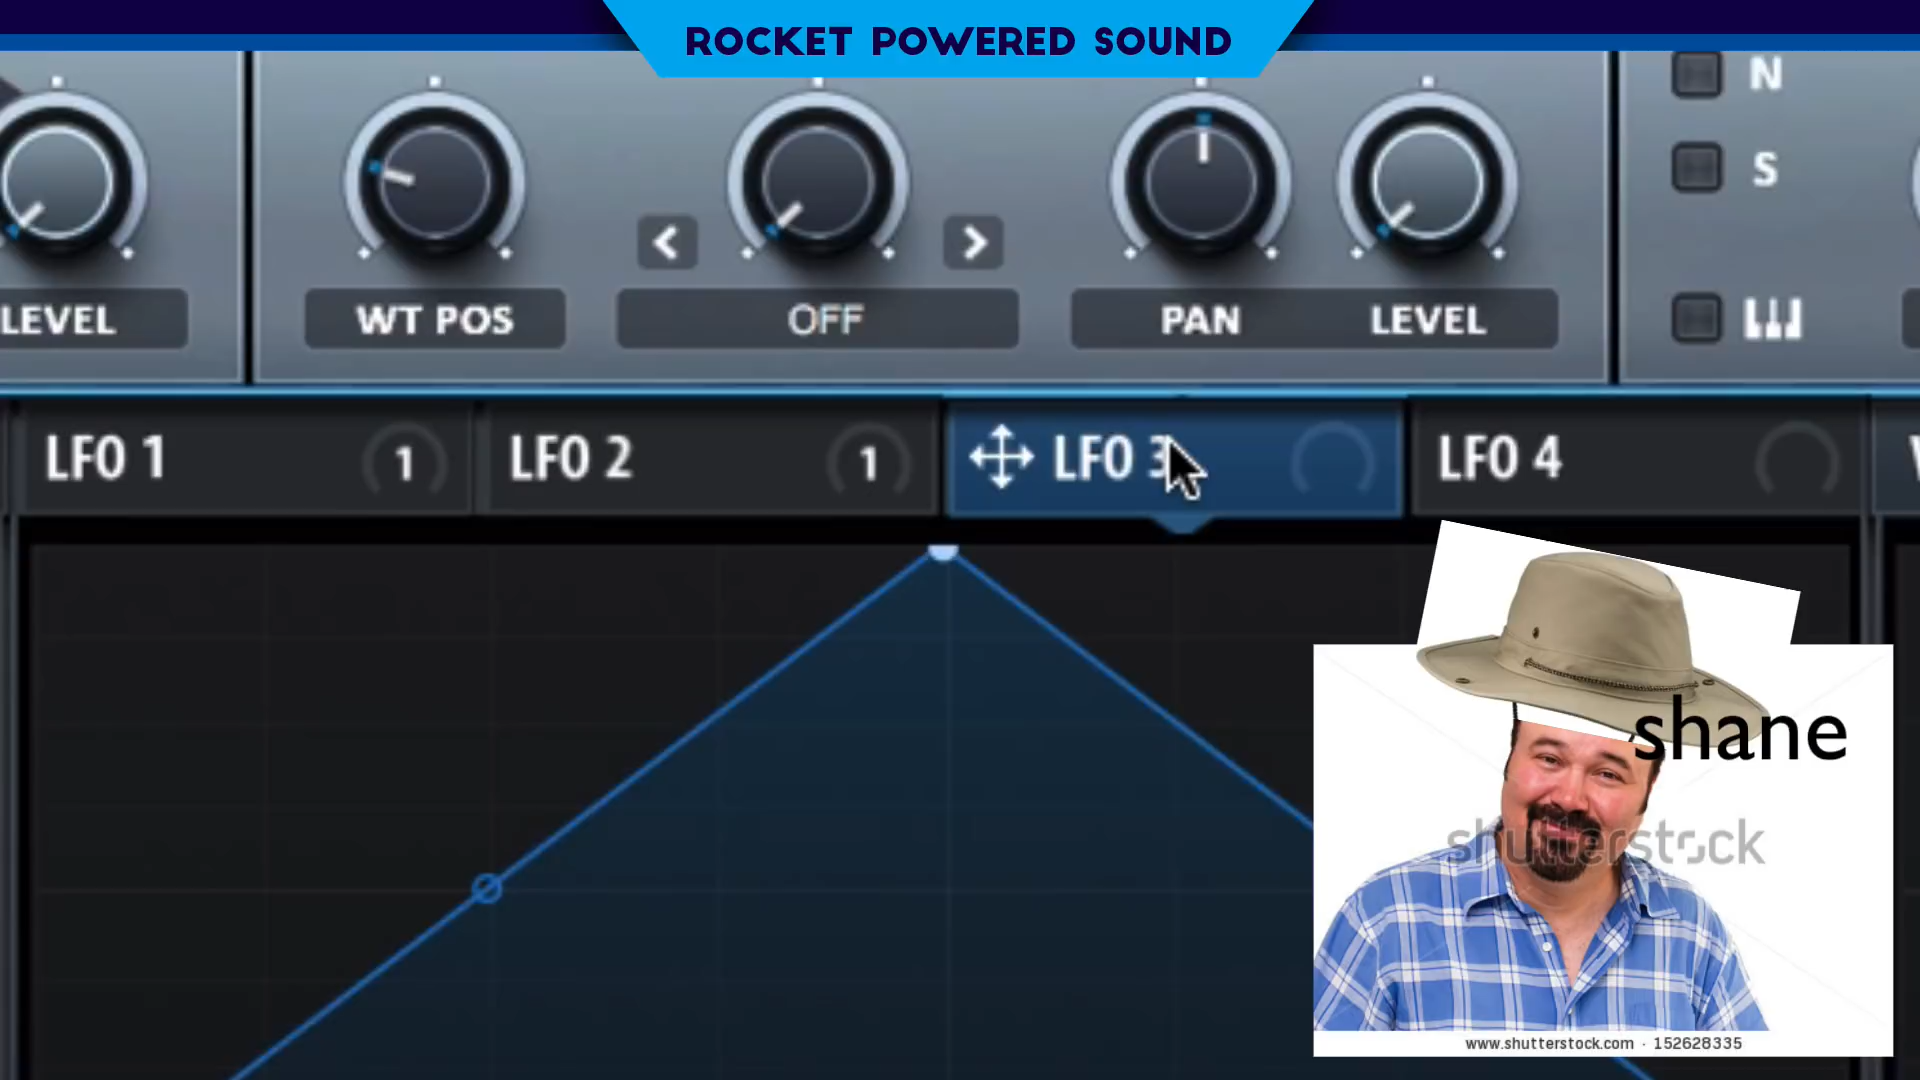 ROCKET POWERED SOUND
N
S
LEVEL
WT POS
OFF
PAN
LEVEL
LFO 1
1
LFO 2
1
LFO 3
LFO 4
shane
shutterstock
www.shutterstock.com · 152628335